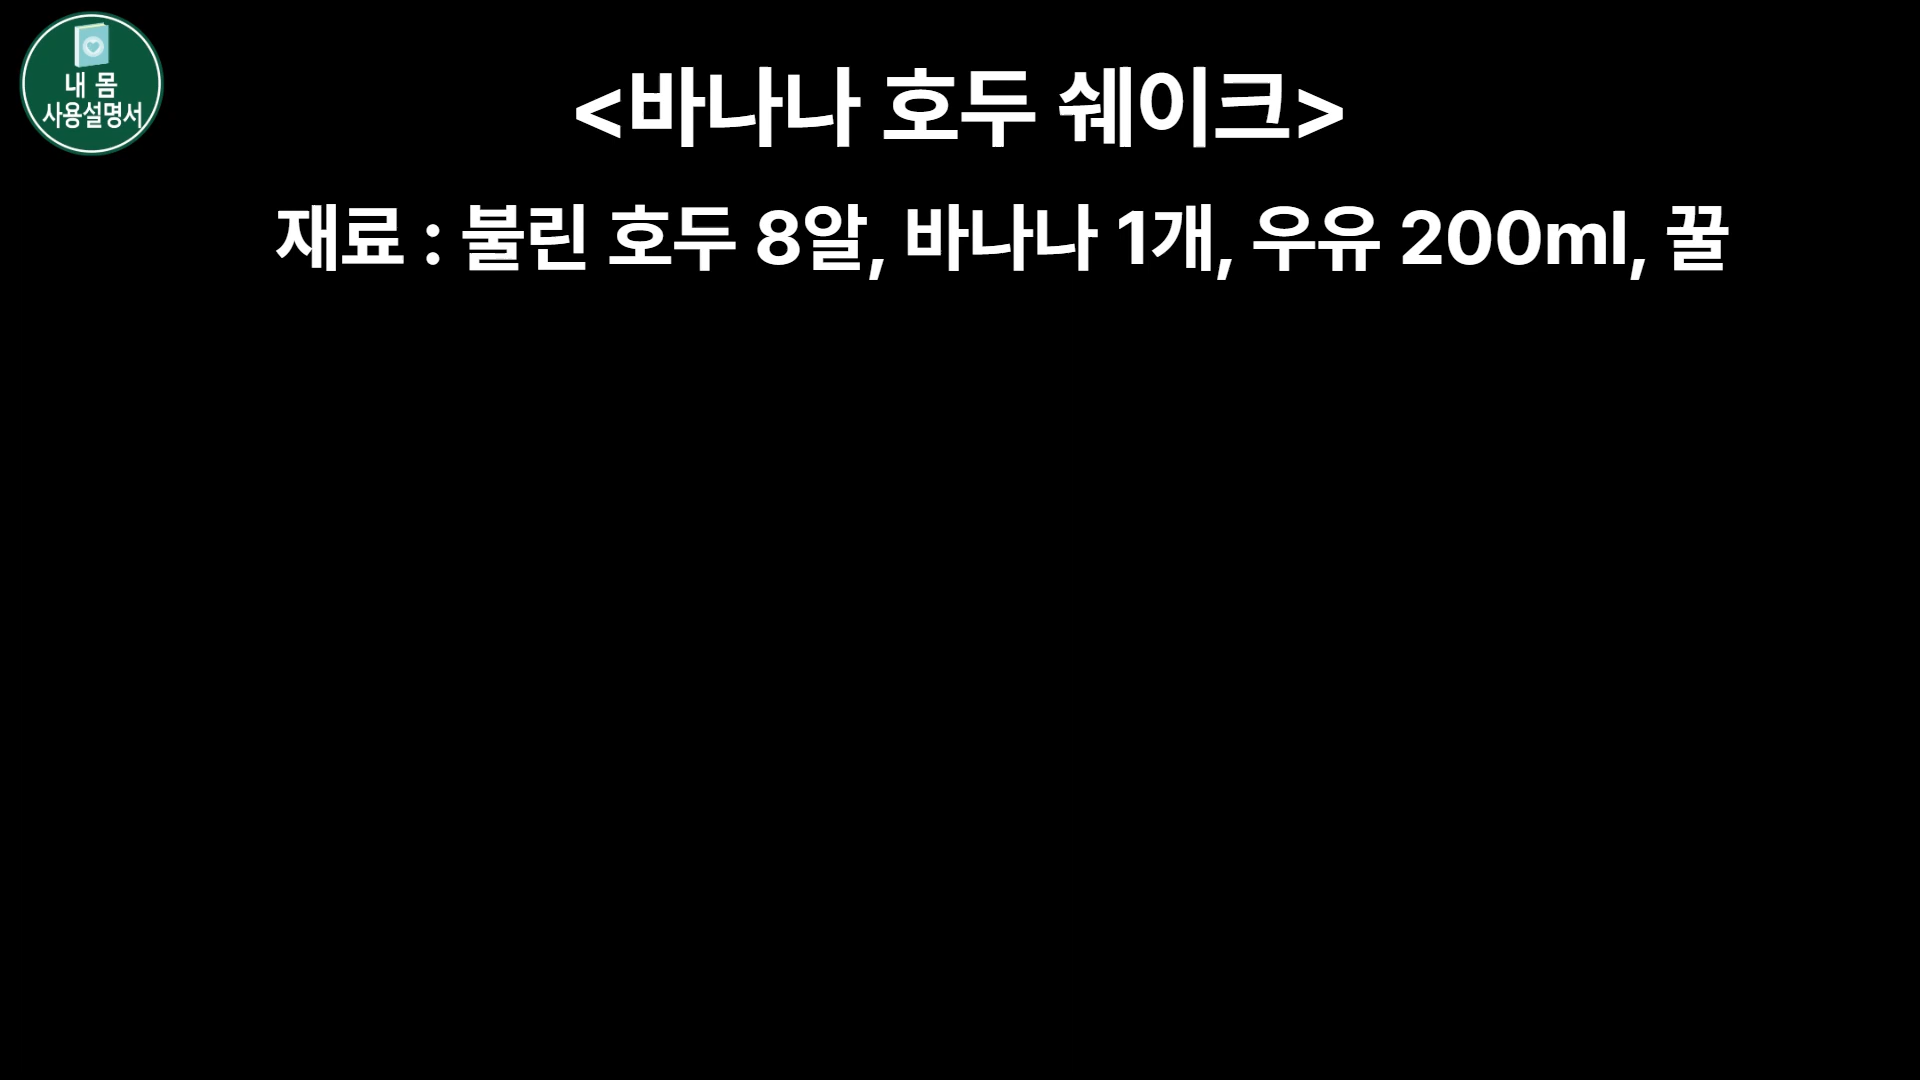 내 몸
사용설명서
<바나나 호두 쉐이크>
재료 : 불린 호두 8알, 바나나 1개, 우유 200ml, 꿀